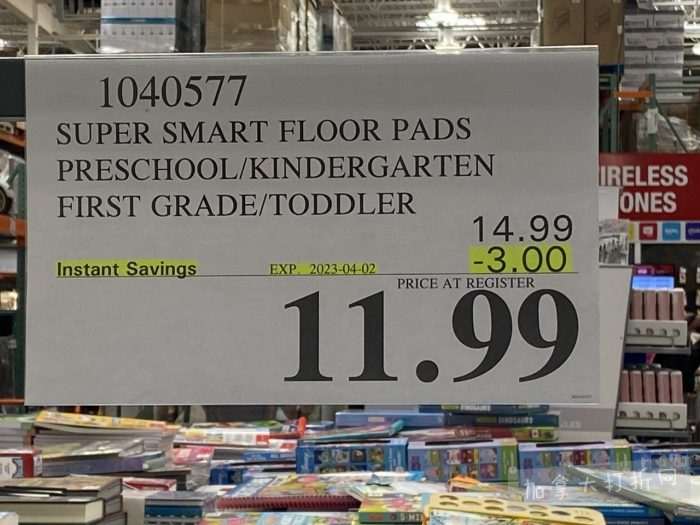 1040577
SUPER SMART FLOOR PADS
PRESCHOOL/KINDERGARTEN
FIRST GRADE/TODDLER
14.99
Instant Savings EXP. 2023-04-02 -3.00
PRICE AT REGISTER
11.99
IRELESS
ONES
加拿大打折网